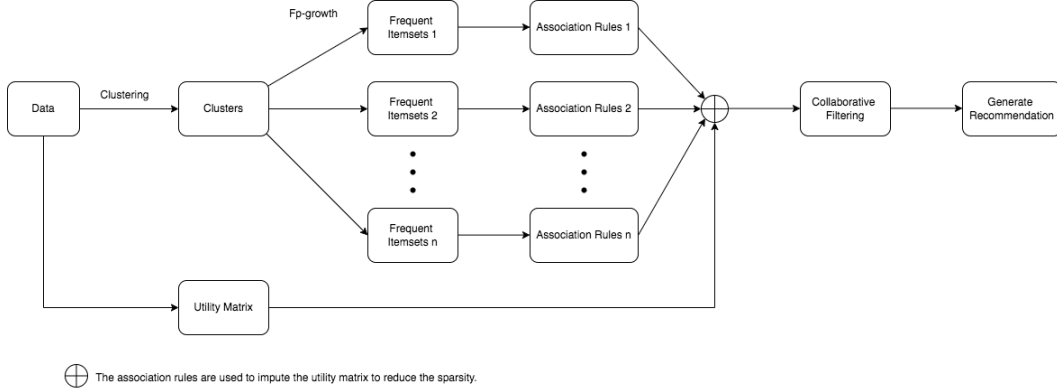 Fp-growth
Frequent
Itemsets 1
Association Rules 1
Data
Clustering
Clusters
Frequent
Itemsets 2
Association Rules 2
Collaborative
Filtering
Generate
Recommendation
Frequent
Itemsets n
Association Rules n
Utility Matrix
The association rules are used to impute the utility matrix to reduce the sparsity.